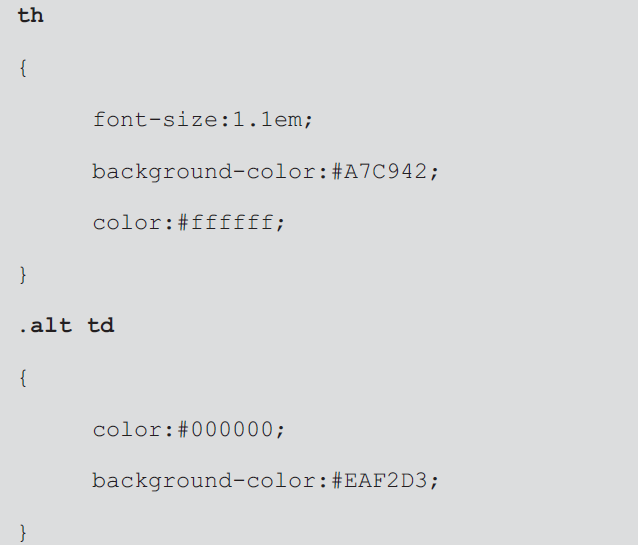 th
{
font-size:1.1em;
background-color:#A7C942;
color:#ffffff;
}
.alt td
{
color:#000000;
background-color:#EAF2D3;
}